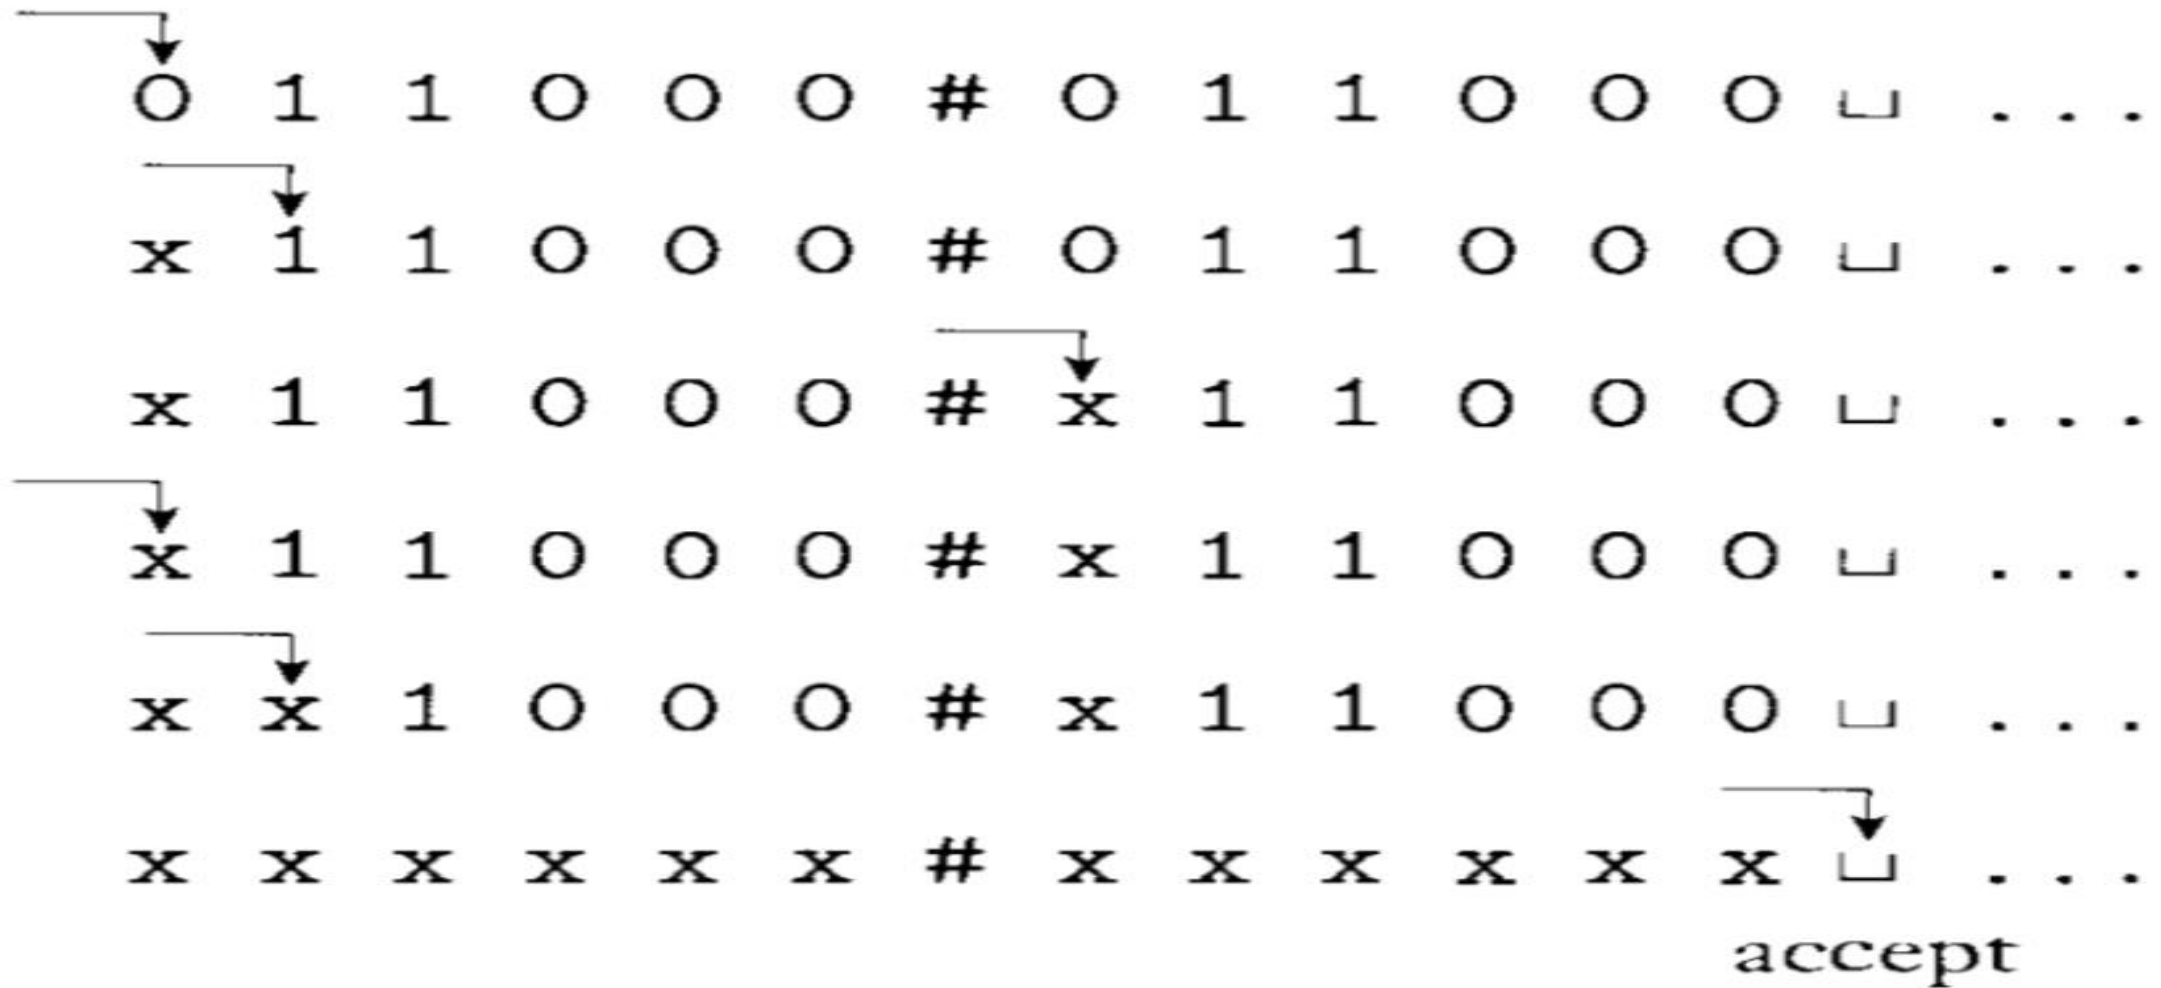 0 1 1 0 0 0 # 0 1 1 0 0 0 ␣ . . .
x 1 1 0 0 0 # 0 1 1 0 0 0 ␣ . . .
x 1 1 0 0 0 # x 1 1 0 0 0 ␣ . . .
x 1 1 0 0 0 # x 1 1 0 0 0 ␣ . . .
x x 1 0 0 0 # x 1 1 0 0 0 ␣ . . .
x x x x x x # x x x x x x ␣ . . .
accept